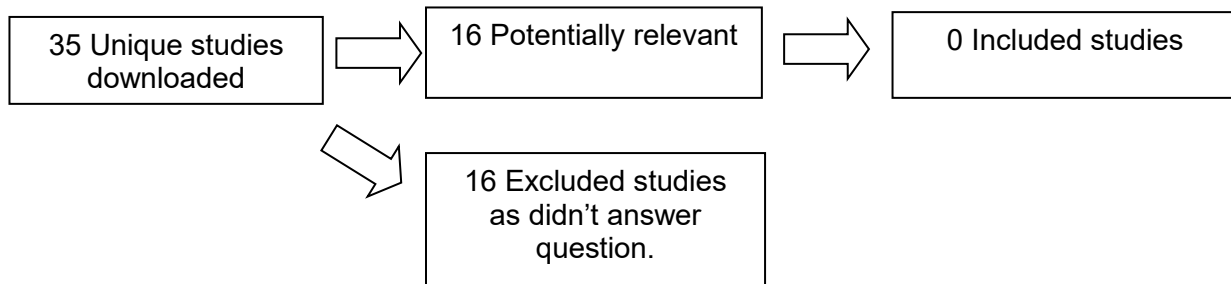 35 Unique studies
downloaded
16 Potentially relevant
0 Included studies
16 Excluded studies
as didn’t answer
question.